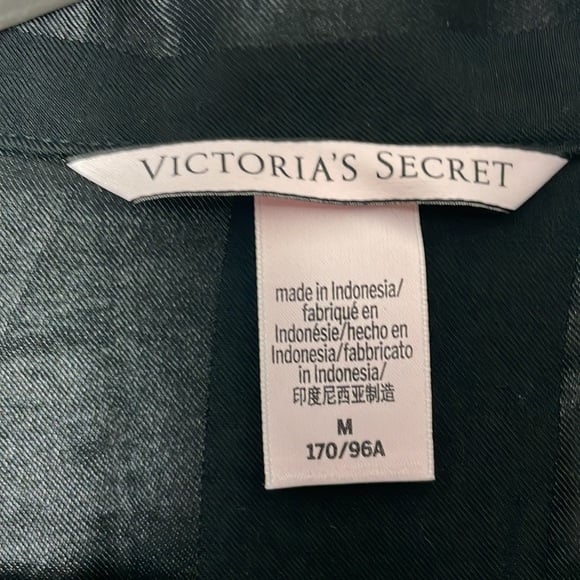 VICTORIA'S SECRET
made in Indonesia/
fabriqué en
Indonésie/hecho en
Indonesia/fabbricato
in Indonesia/
印度尼西亚制造
M
170/96A